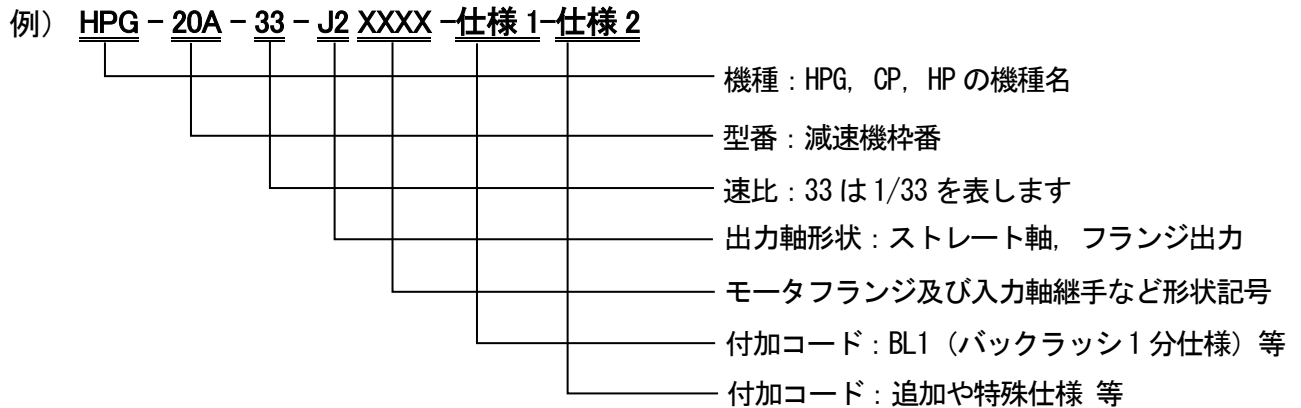 例) HPG - 20A - 33 - J2 XXXX -仕様1-仕様2
機種:HPG, CP, HP の機種名
型番:減速機枠番
速比:33は1/33を表します
出力軸形状:ストレート軸, フランジ出力
モータフランジ及び入力軸継手など形状記号
付加コード:BL1(バックラッシ1分仕様)等
付加コード:追加や特殊仕様 等